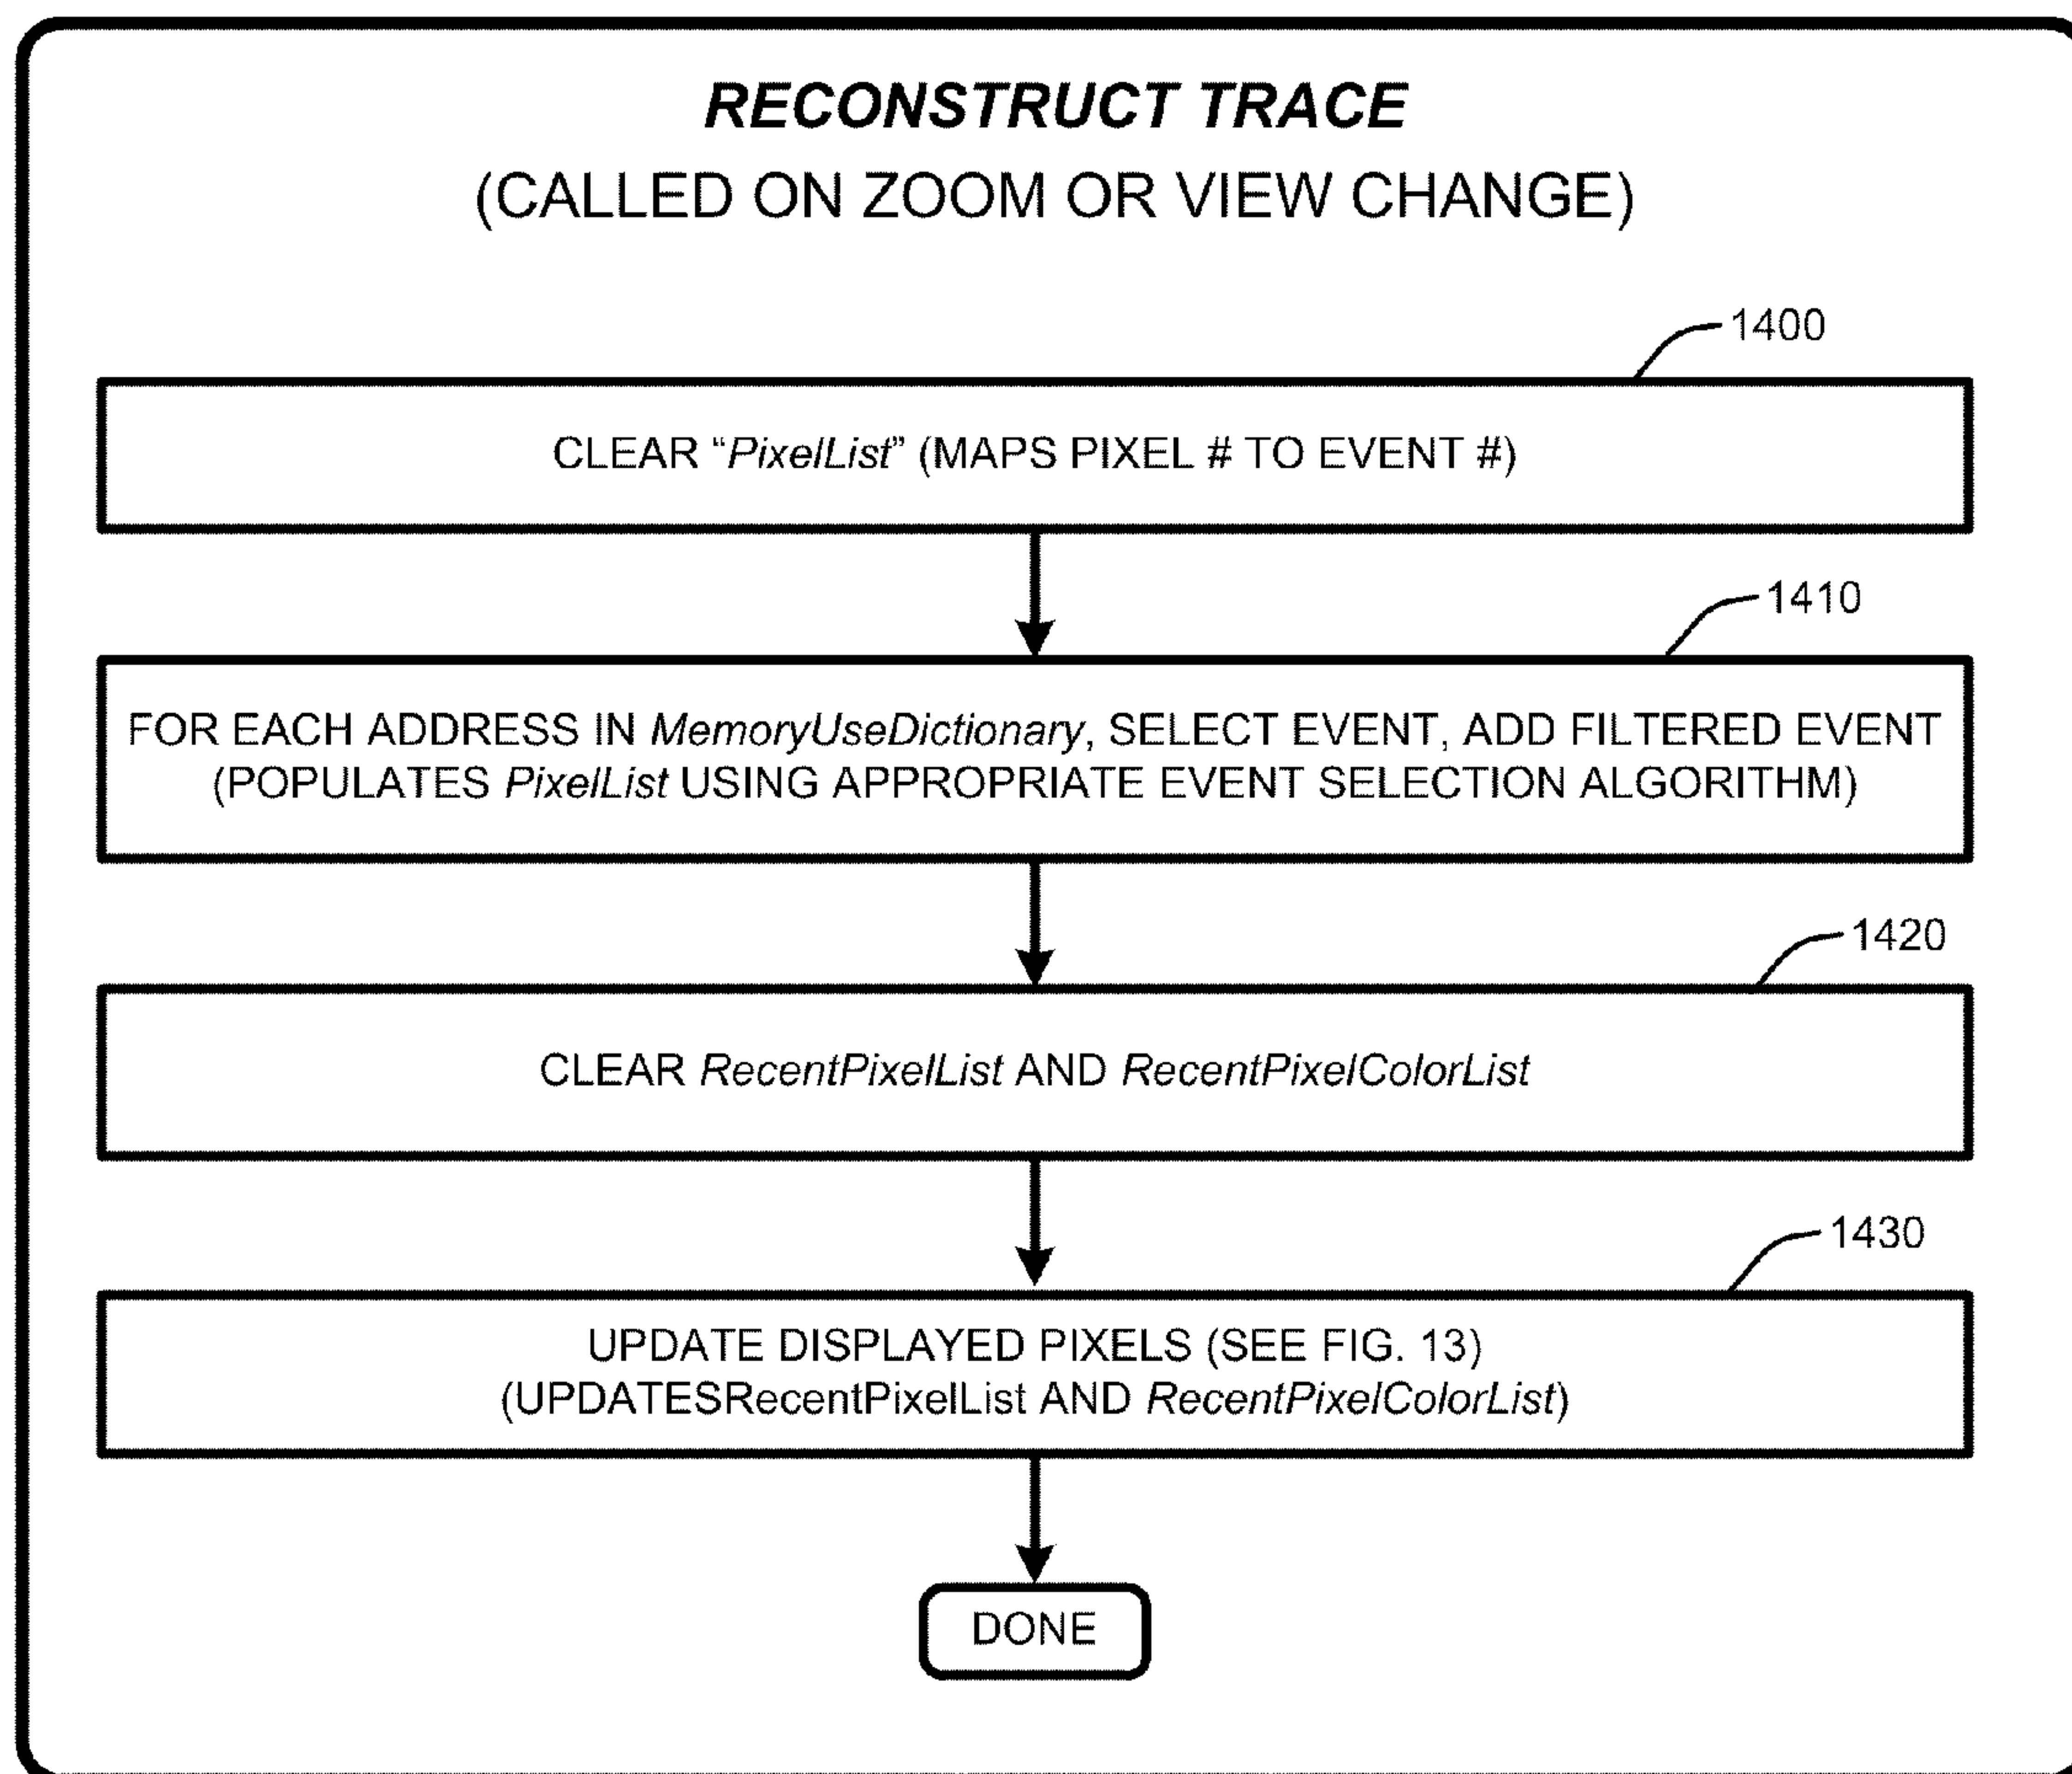 RECONSTRUCT TRACE
(CALLED ON ZOOM OR VIEW CHANGE)
1400
CLEAR “PixelList” (MAPS PIXEL # TO EVENT #)
1410
FOR EACH ADDRESS IN MemoryUseDictionary, SELECT EVENT, ADD FILTERED EVENT
(POPULATES PixelList USING APPROPRIATE EVENT SELECTION ALGORITHM)
1420
CLEAR RecentPixelList AND RecentPixelColorList
1430
UPDATE DISPLAYED PIXELS (SEE FIG. 13)
(UPDATESRecentPixelList AND RecentPixelColorList)
DONE